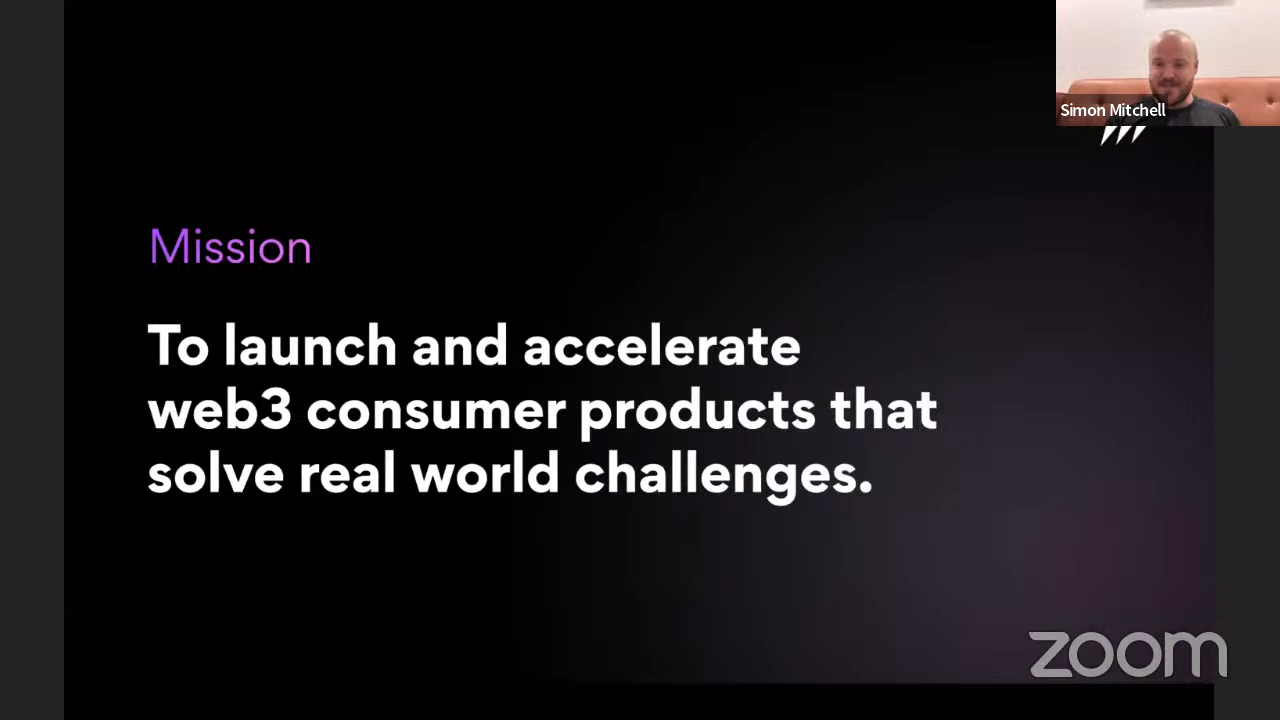 Simon Mitchell
Mission
To launch and accelerate
web3 consumer products that
solve real world challenges.
zoom